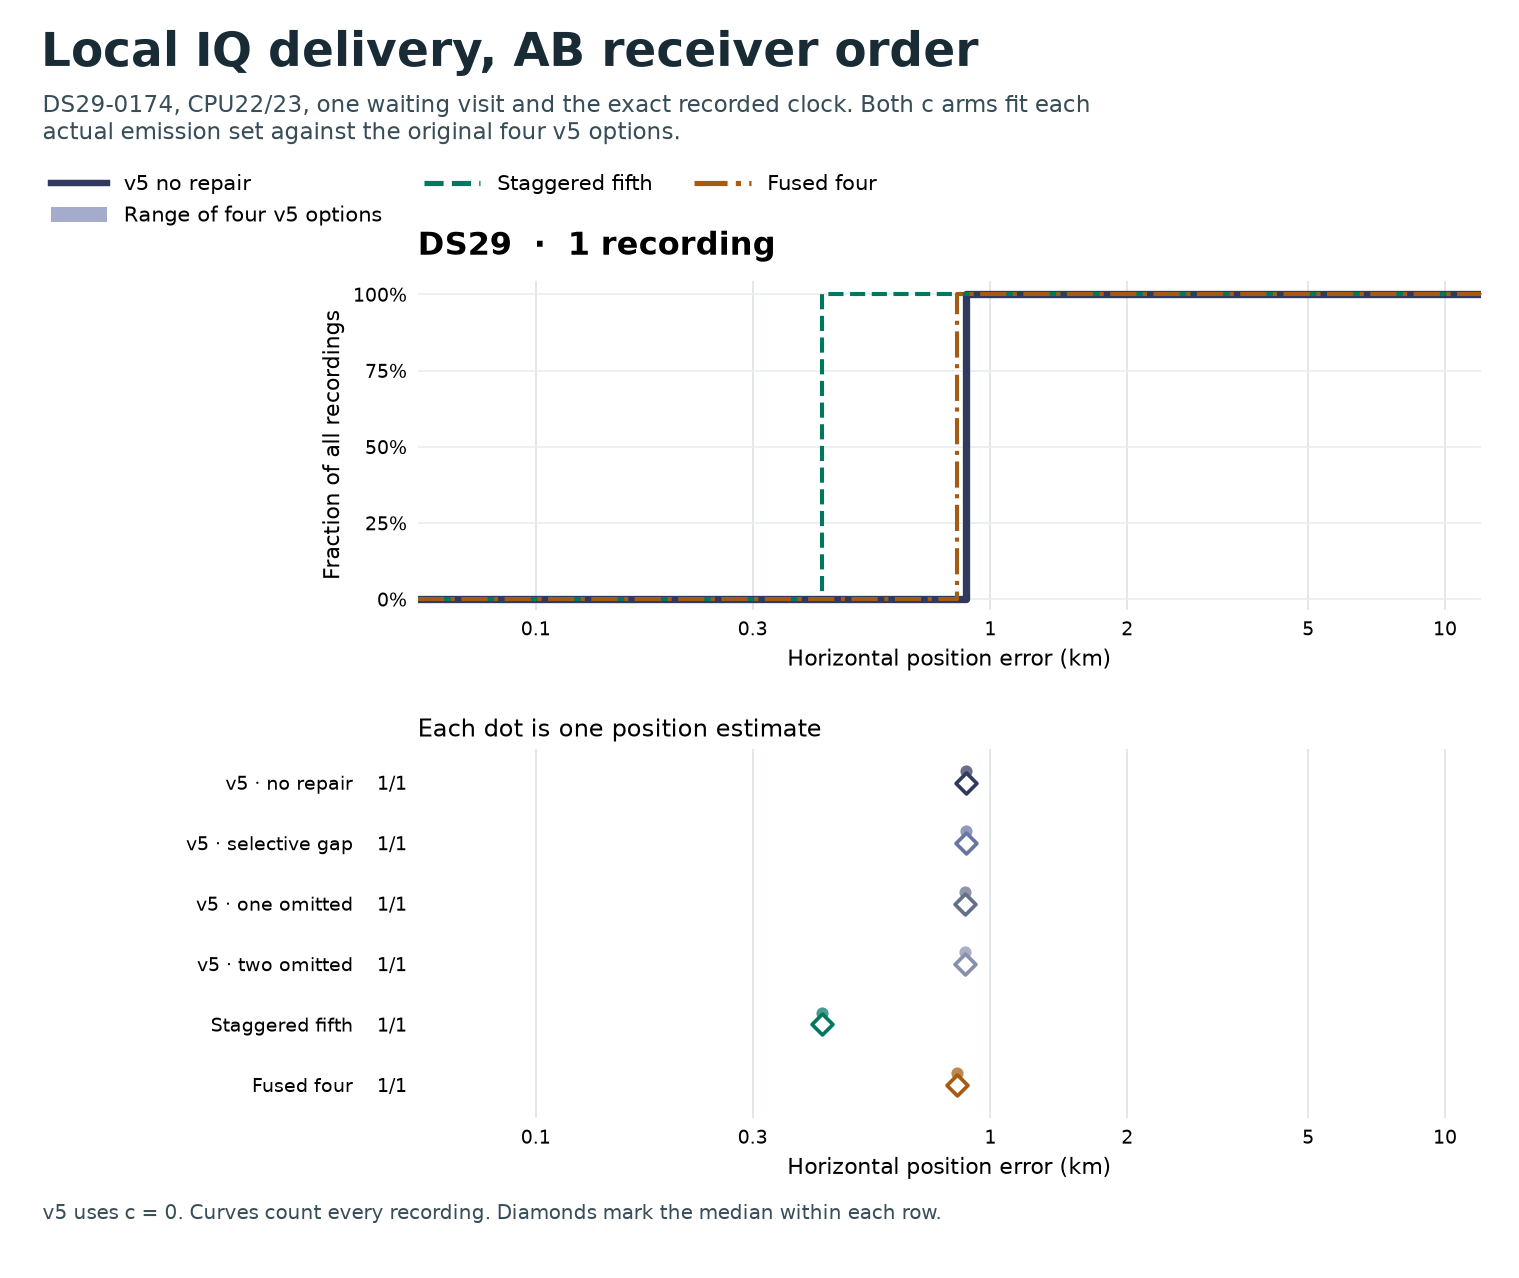 Local IQ delivery, AB receiver order
DS29-0174, CPU22/23, one waiting visit and the exact recorded clock. Both c arms fit each
actual emission set against the original four v5 options.
v5 no repair
Staggered fifth
Fused four
Range of four v5 options
DS29 · 1 recording
100%
75%
50%
25%
0%
Fraction of all recordings
0.1 0.3 1 2 5 10
Horizontal position error (km)
Each dot is one position estimate
v5 · no repair 1/1
v5 · selective gap 1/1
v5 · one omitted 1/1
v5 · two omitted 1/1
Staggered fifth 1/1
Fused four 1/1
0.1 0.3 1 2 5 10
Horizontal position error (km)
v5 uses c = 0. Curves count every recording. Diamonds mark the median within each row.